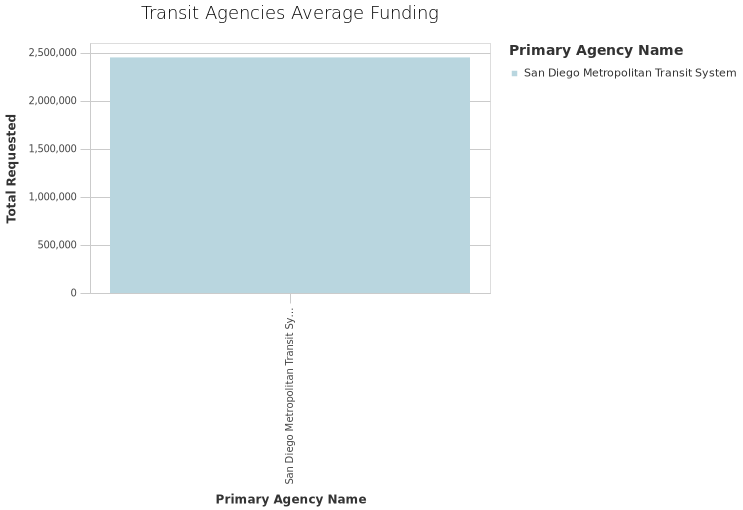 Transit Agencies Average Funding
Total Requested
2,500,000
2,000,000
1,500,000
1,000,000
500,000
0
San Diego Metropolitan Transit Sy...
Primary Agency Name
Primary Agency Name
San Diego Metropolitan Transit System